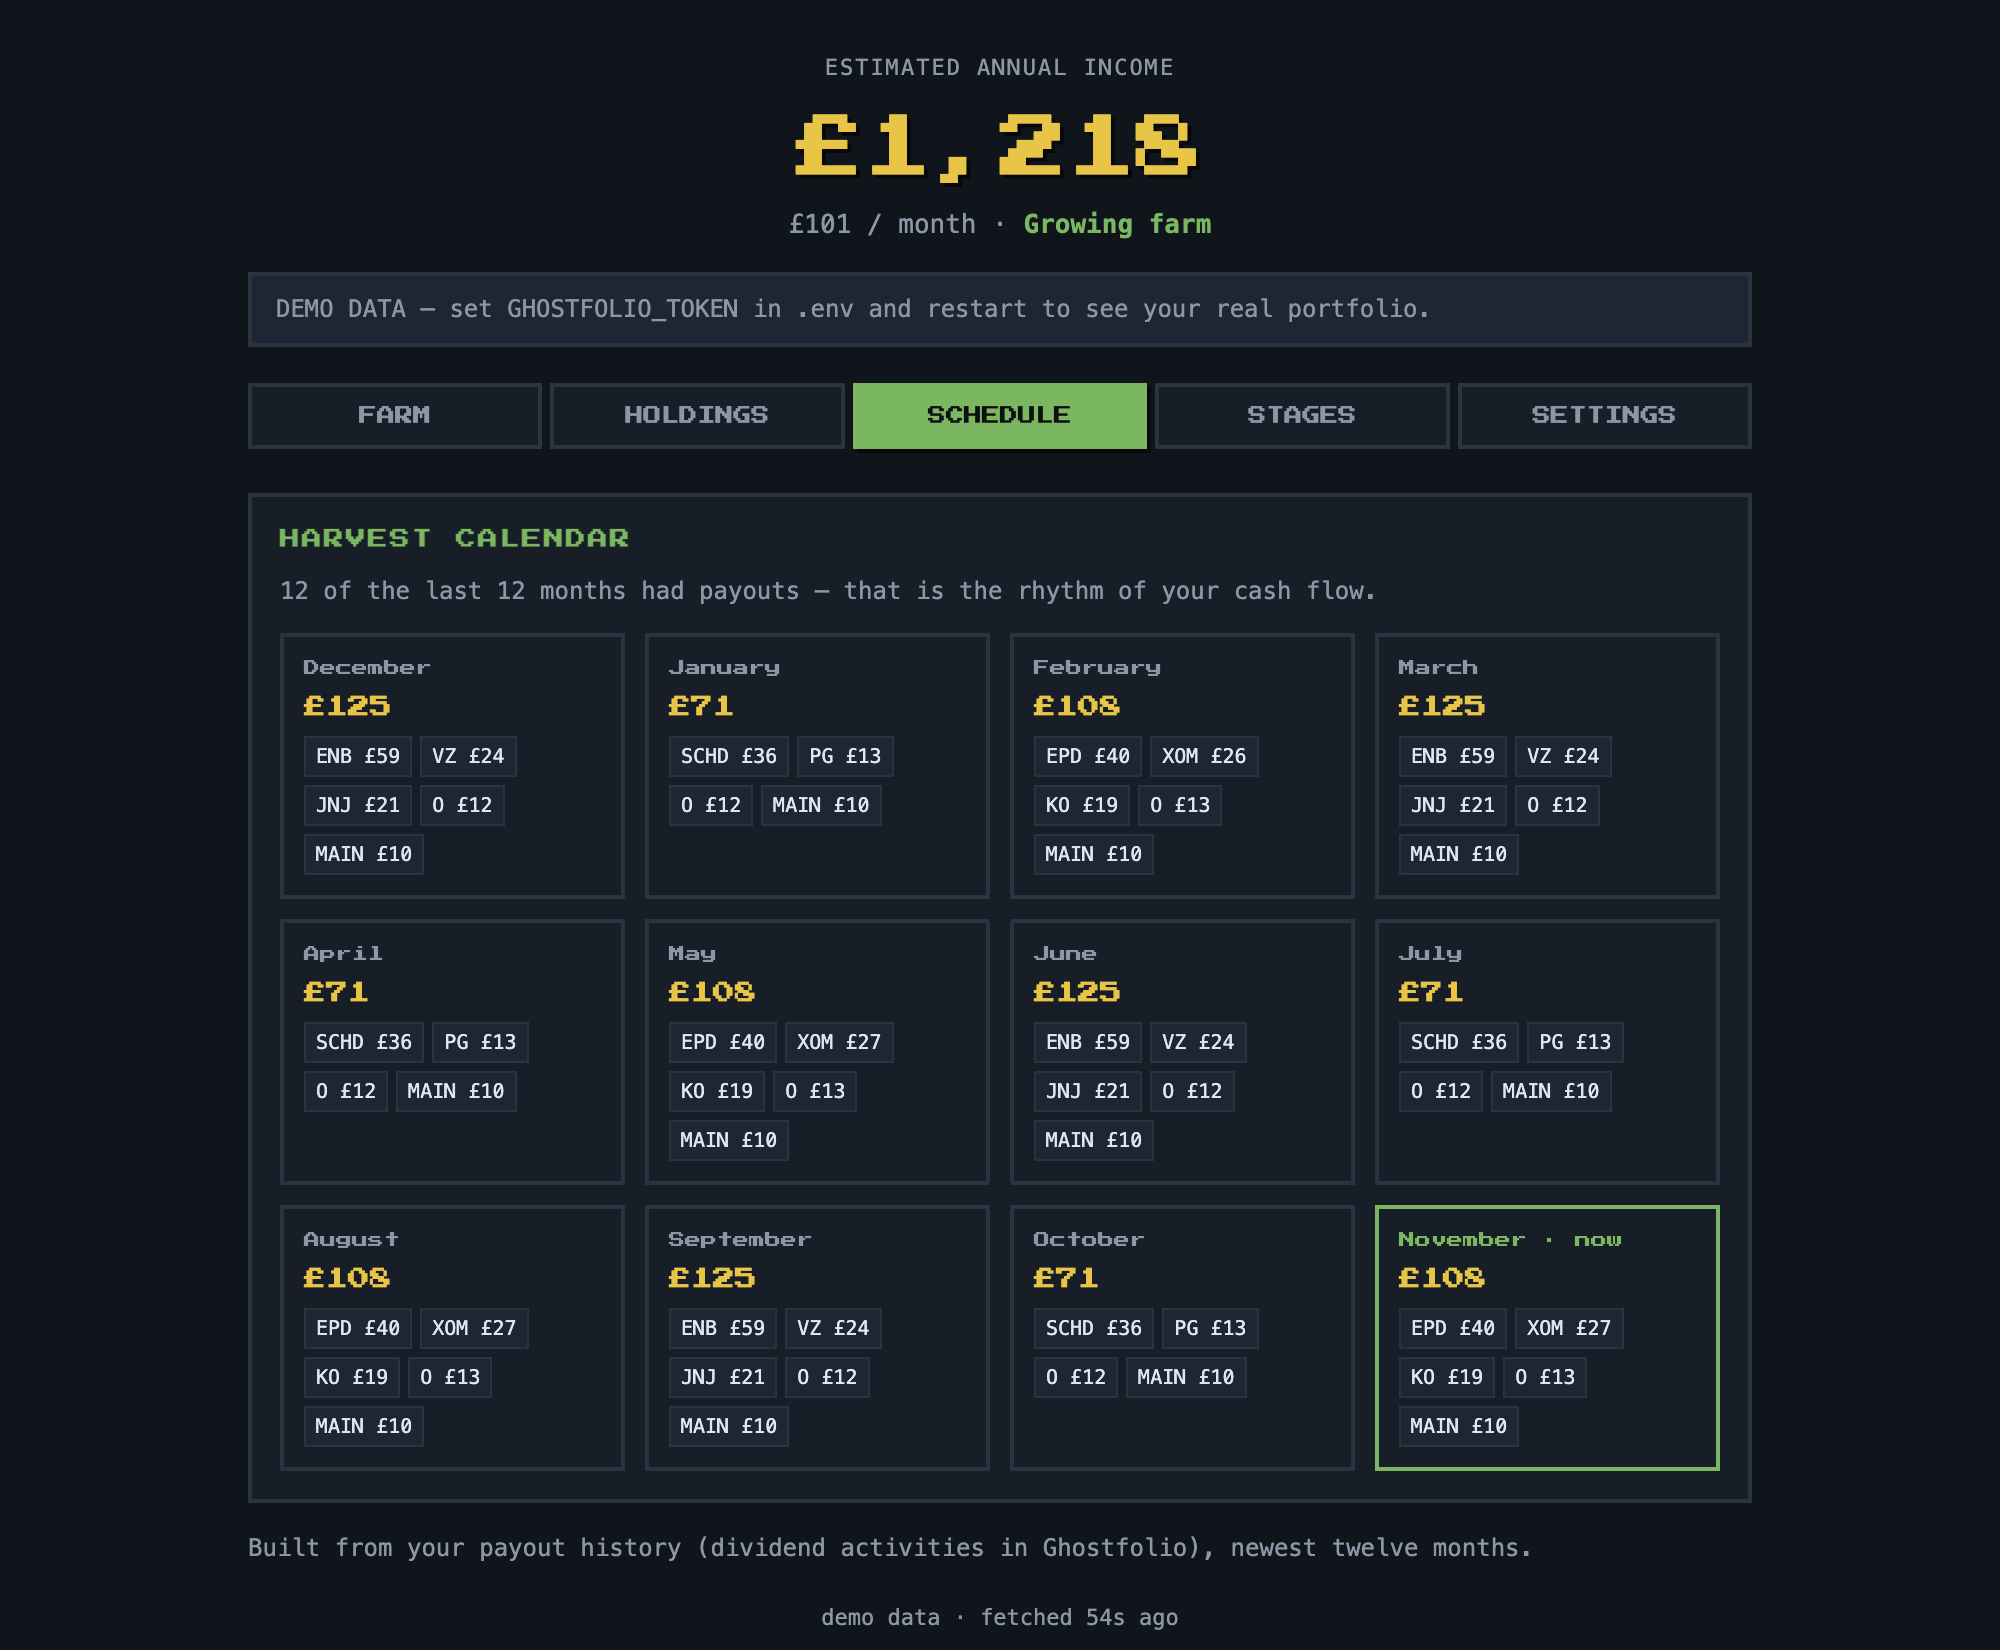 ESTIMATED ANNUAL INCOME
£1,218
£101 / month · Growing farm
DEMO DATA — set GHOSTFOLIO_TOKEN in .env and restart to see your real portfolio.
FARM HOLDINGS SCHEDULE STAGES SETTINGS
HARVEST CALENDAR
12 of the last 12 months had payouts — that is the rhythm of your cash flow.
December
£125
ENB £59 VZ £24
JNJ £21 O £12
MAIN £10
January
£71
SCHD £36 PG £13
O £12 MAIN £10
February
£108
EPD £40 XOM £26
KO £19 O £13
MAIN £10
March
£125
ENB £59 VZ £24
JNJ £21 O £12
MAIN £10
April
£71
SCHD £36 PG £13
O £12 MAIN £10
May
£108
EPD £40 XOM £27
KO £19 O £13
MAIN £10
June
£125
ENB £59 VZ £24
JNJ £21 O £12
MAIN £10
July
£71
SCHD £36 PG £13
O £12 MAIN £10
August
£108
EPD £40 XOM £27
KO £19 O £13
MAIN £10
September
£125
ENB £59 VZ £24
JNJ £21 O £12
MAIN £10
October
£71
SCHD £36 PG £13
O £12 MAIN £10
November · now
£108
EPD £40 XOM £27
KO £19 O £13
MAIN £10
Built from your payout history (dividend activities in Ghostfolio), newest twelve months.
demo data · fetched 54s ago